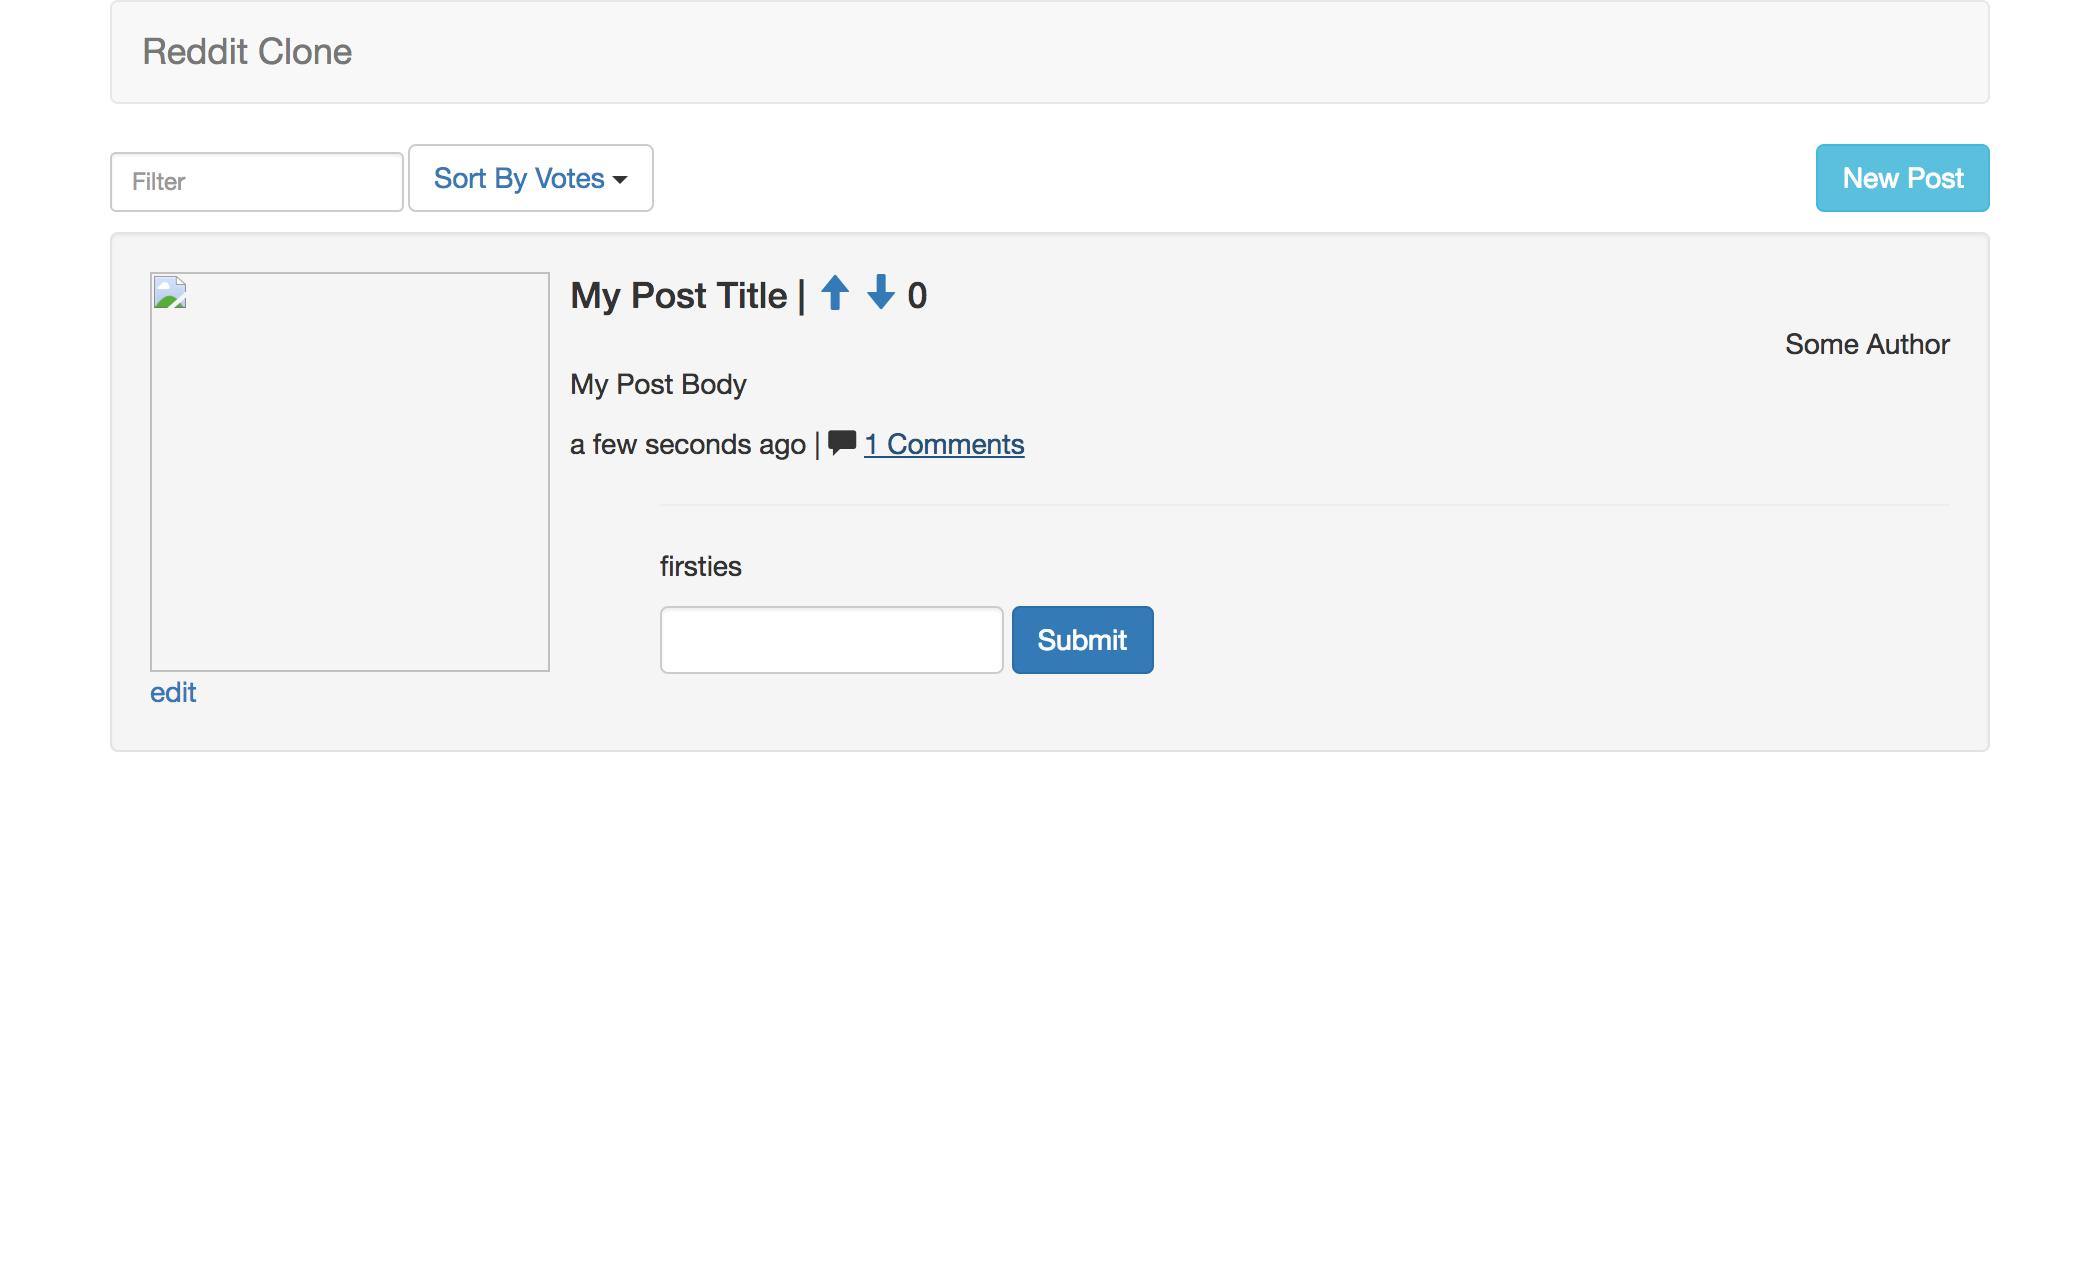 Reddit Clone
Filter
Sort By Votes
New Post
My Post Title | 0
Some Author
My Post Body
a few seconds ago | 1 Comments
firsties
Submit
edit